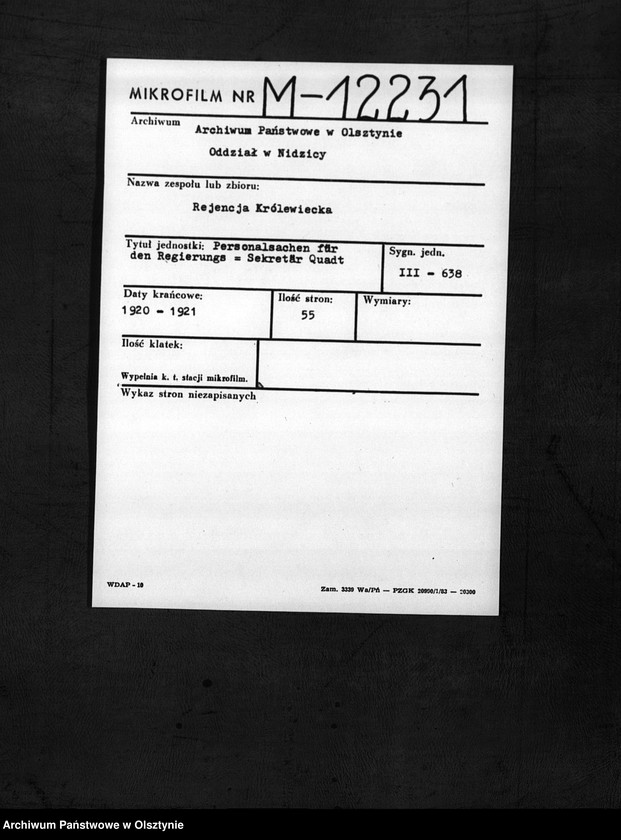 MIKROFILM NR M-12231
Archiwum
Archiwum Państwowe w Olsztynie
Oddział w Nidzicy
Nazwa zespołu lub zbioru:
Rejencja Królewiecka
Tytuł jednostki: Personalsachen für
den Regierungs = Sekretär Quadt
Sygn. jedn.
III - 638
Daty krańcowe:
1920 - 1921
Ilość stron:
55
Wymiary:
Ilość klatek:
Wypełnia k. t. stacji mikrofilm.
Wykaz stron niezapisanych
WDAP - 10
Zam. 3339 Wa/Pń — PZGK 20950/1/83 — 20300
Archiwum Państwowe w Olsztynie